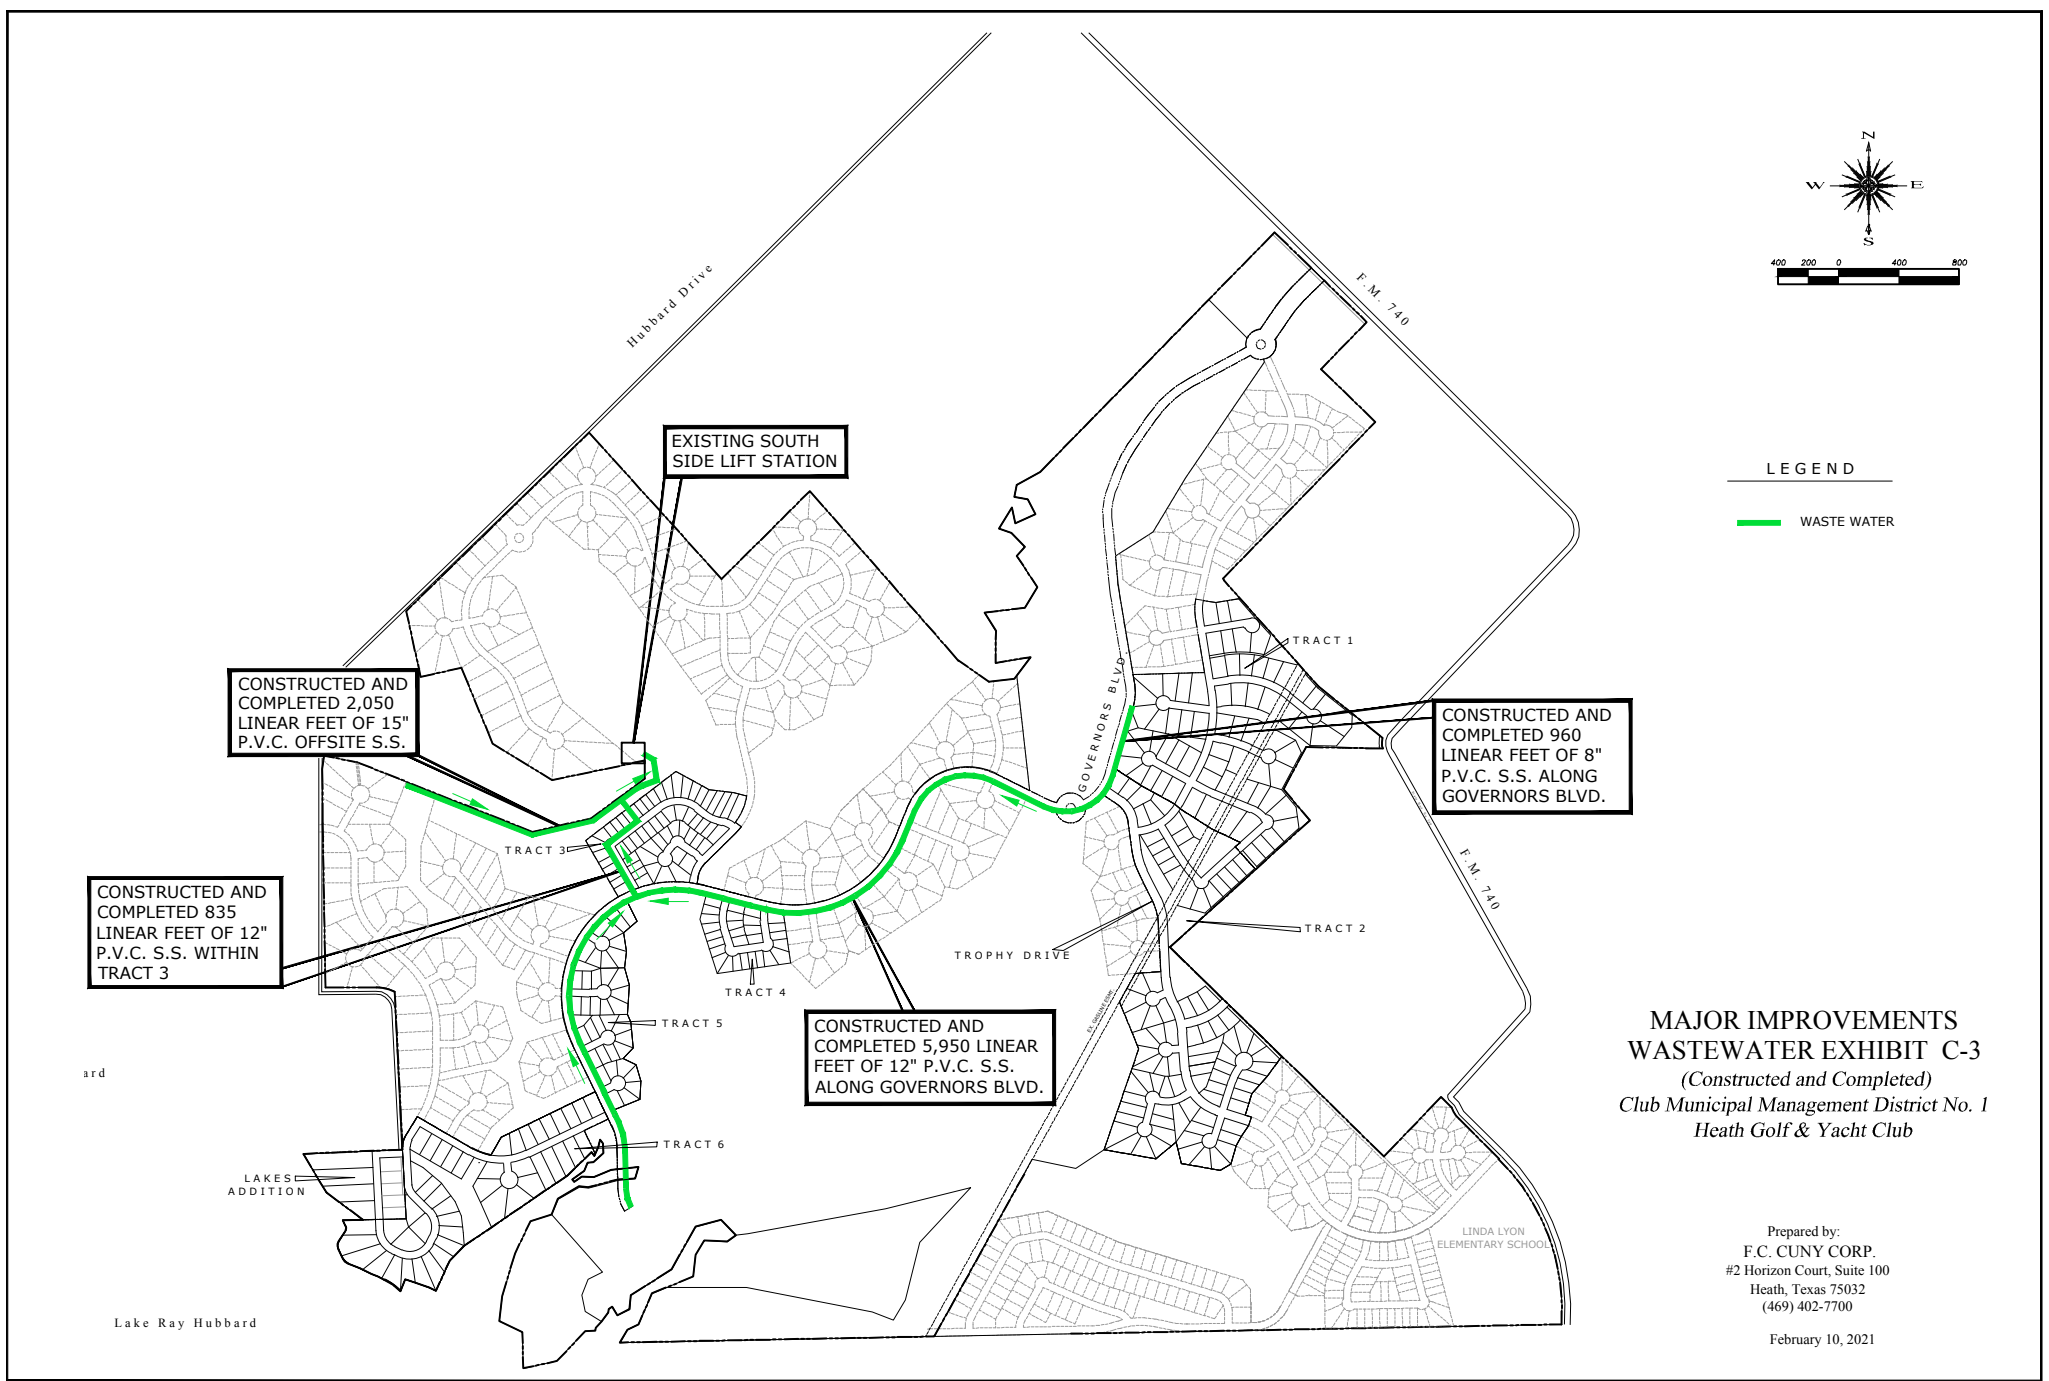 N
W
E
S
400 200 0 400 800
Hubbard Drive
F.M. 740
EXISTING SOUTH
SIDE LIFT STATION
LEGEND
WASTE WATER
CONSTRUCTED AND
COMPLETED 2,050
LINEAR FEET OF 15"
P.V.C. OFFSITE S.S.
TRACT 1
GOVERNORS BLVD.
CONSTRUCTED AND
COMPLETED 960
LINEAR FEET OF 8"
P.V.C. S.S. ALONG
GOVERNORS BLVD.
TRACT 3
F.M. 740
CONSTRUCTED AND
COMPLETED 835
LINEAR FEET OF 12"
P.V.C. S.S. WITHIN
TRACT 3
TRACT 2
TROPHY DRIVE
TRACT 4
TRACT 5
CONSTRUCTED AND
COMPLETED 5,950 LINEAR
FEET OF 12" P.V.C. S.S.
ALONG GOVERNORS BLVD.
EX. GASLINE ESMT.
ard
TRACT 6
LAKES
ADDITION
LINDA LYON
ELEMENTARY SCHOOL
Lake Ray Hubbard
MAJOR IMPROVEMENTS
WASTEWATER EXHIBIT C-3
(Constructed and Completed)
Club Municipal Management District No. 1
Heath Golf & Yacht Club
Prepared by:
F.C. CUNY CORP.
#2 Horizon Court, Suite 100
Heath, Texas 75032
(469) 402-7700
February 10, 2021